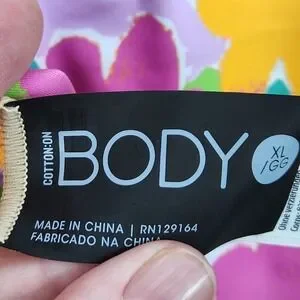 COTTON:ON
BODY
XL
/GG
MADE IN CHINA | RN129164
FABRICADO NA CHINA